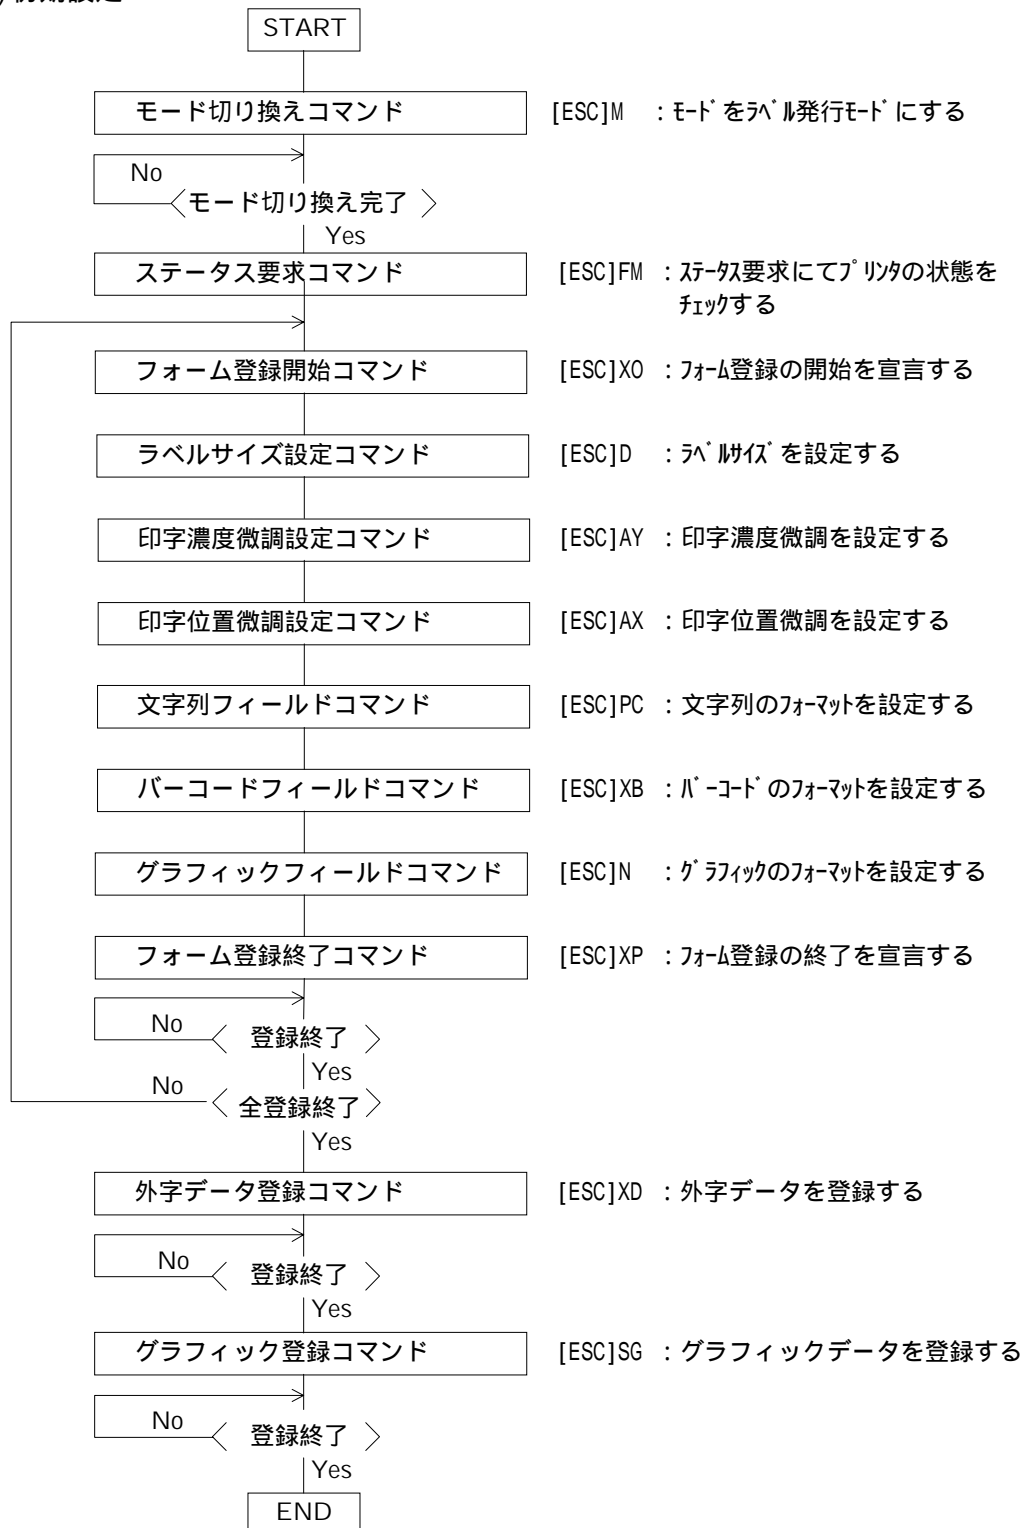 START
モード切り換えコマンド [ESC]M :ﾓｰﾄﾞをﾗﾍﾞﾙ発行ﾓｰﾄﾞにする
No
モード切り換え完了
Yes
ステータス要求コマンド [ESC]FM :ｽﾃｰﾀｽ要求にてﾌﾟﾘﾝﾀの状態を
ﾁｪｯｸする
フォーム登録開始コマンド [ESC]XO :ﾌｫｰﾑ登録の開始を宣言する
ラベルサイズ設定コマンド [ESC]D :ﾗﾍﾞﾙｻｲｽﾞを設定する
印字濃度微調設定コマンド [ESC]AY :印字濃度微調を設定する
印字位置微調設定コマンド [ESC]AX :印字位置微調を設定する
文字列フィールドコマンド [ESC]PC :文字列のﾌｫｰﾏｯﾄを設定する
バーコードフィールドコマンド [ESC]XB :ﾊﾞｰｺｰﾄﾞのﾌｫｰﾏｯﾄを設定する
グラフィックフィールドコマンド [ESC]N :ｸﾞﾗﾌｨｯｸのﾌｫｰﾏｯﾄを設定する
フォーム登録終了コマンド [ESC]XP :ﾌｫｰﾑ登録の終了を宣言する
No
登録終了
Yes
No
全登録終了
Yes
外字データ登録コマンド [ESC]XD :外字データを登録する
No
登録終了
Yes
グラフィック登録コマンド [ESC]SG :グラフィックデータを登録する
No
登録終了
Yes
END